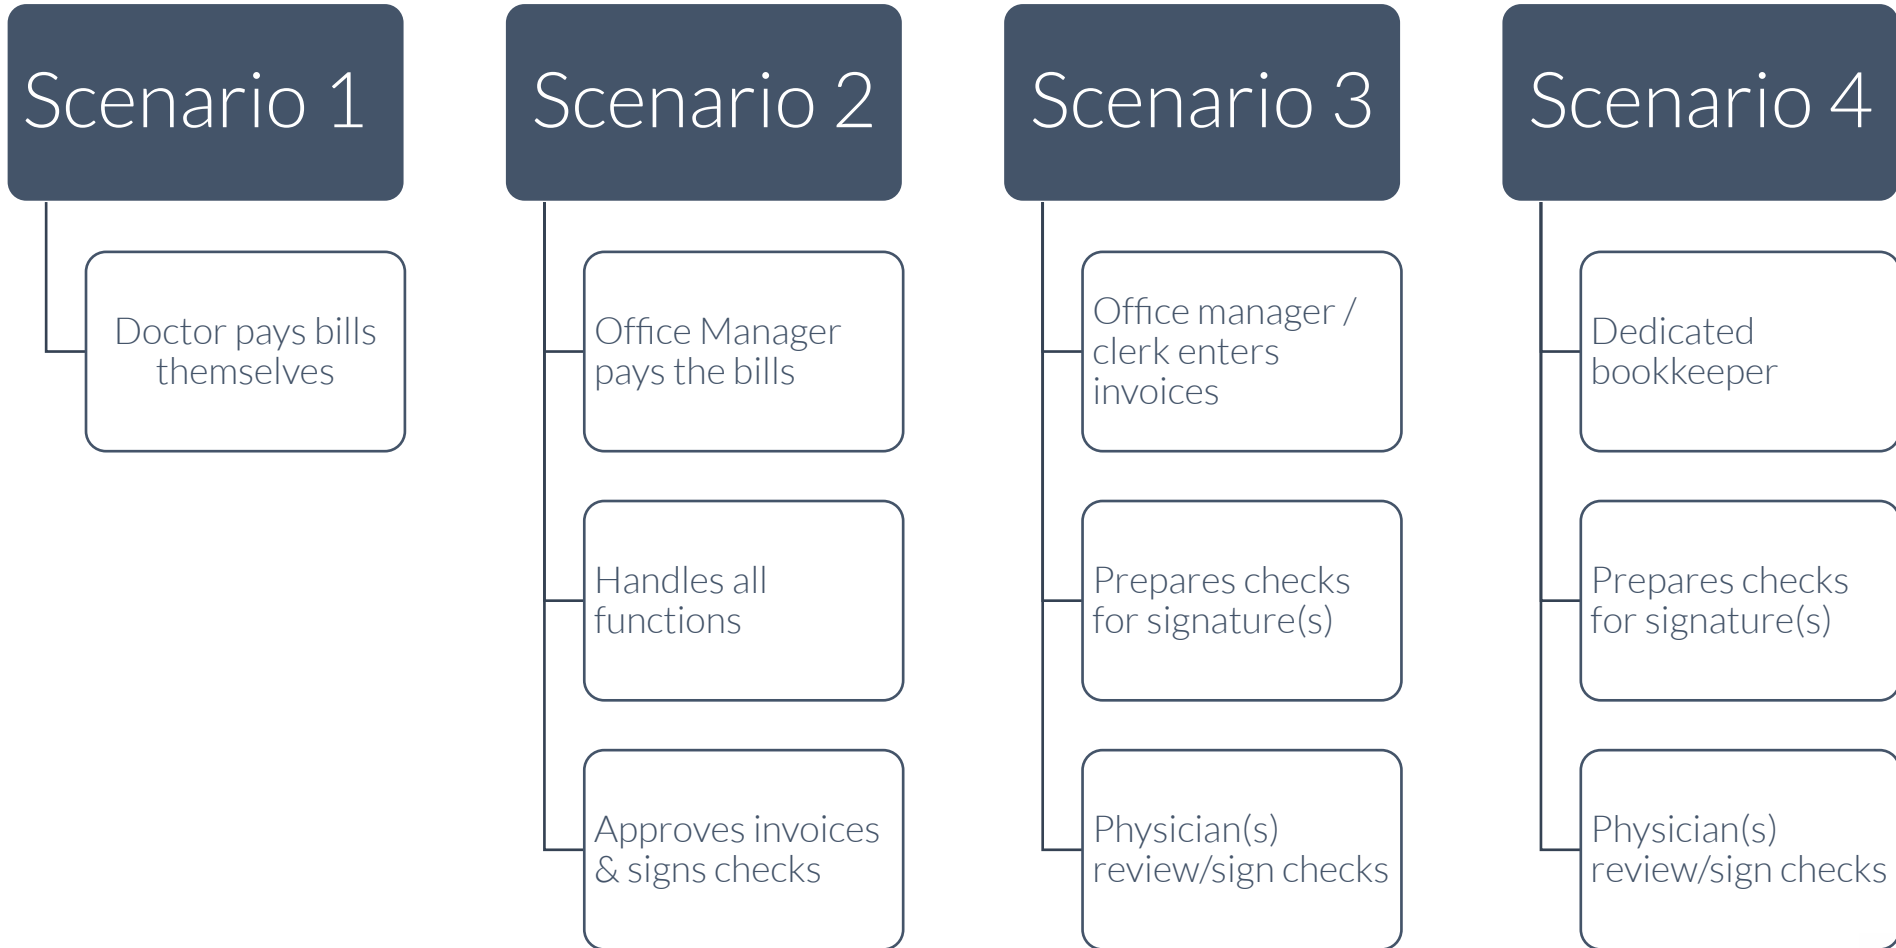 Scenario 1
Doctor pays bills
themselves
Scenario 2
Office Manager
pays the bills
Handles all
functions
Approves invoices
& signs checks
Scenario 3
Office manager /
clerk enters
invoices
Prepares checks
for signature(s)
Physician(s)
review/sign checks
Scenario 4
Dedicated
bookkeeper
Prepares checks
for signature(s)
Physician(s)
review/sign checks